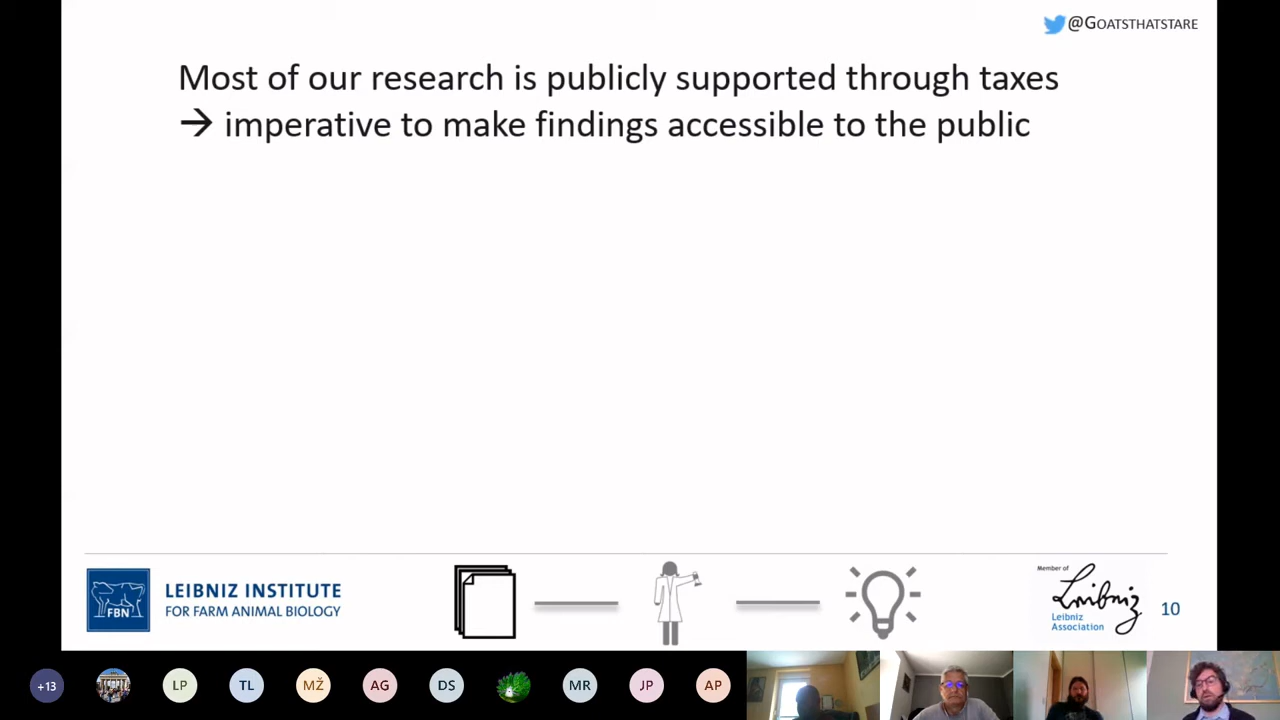 @GOATSTHATSTARE
Most of our research is publicly supported through taxes
→ imperative to make findings accessible to the public
FBN
LEIBNIZ INSTITUTE
FOR FARM ANIMAL BIOLOGY
Member of
Leibniz
Leibniz
Association
10
+13
LP
TL
MŽ
AG
DS
MR
JP
AP